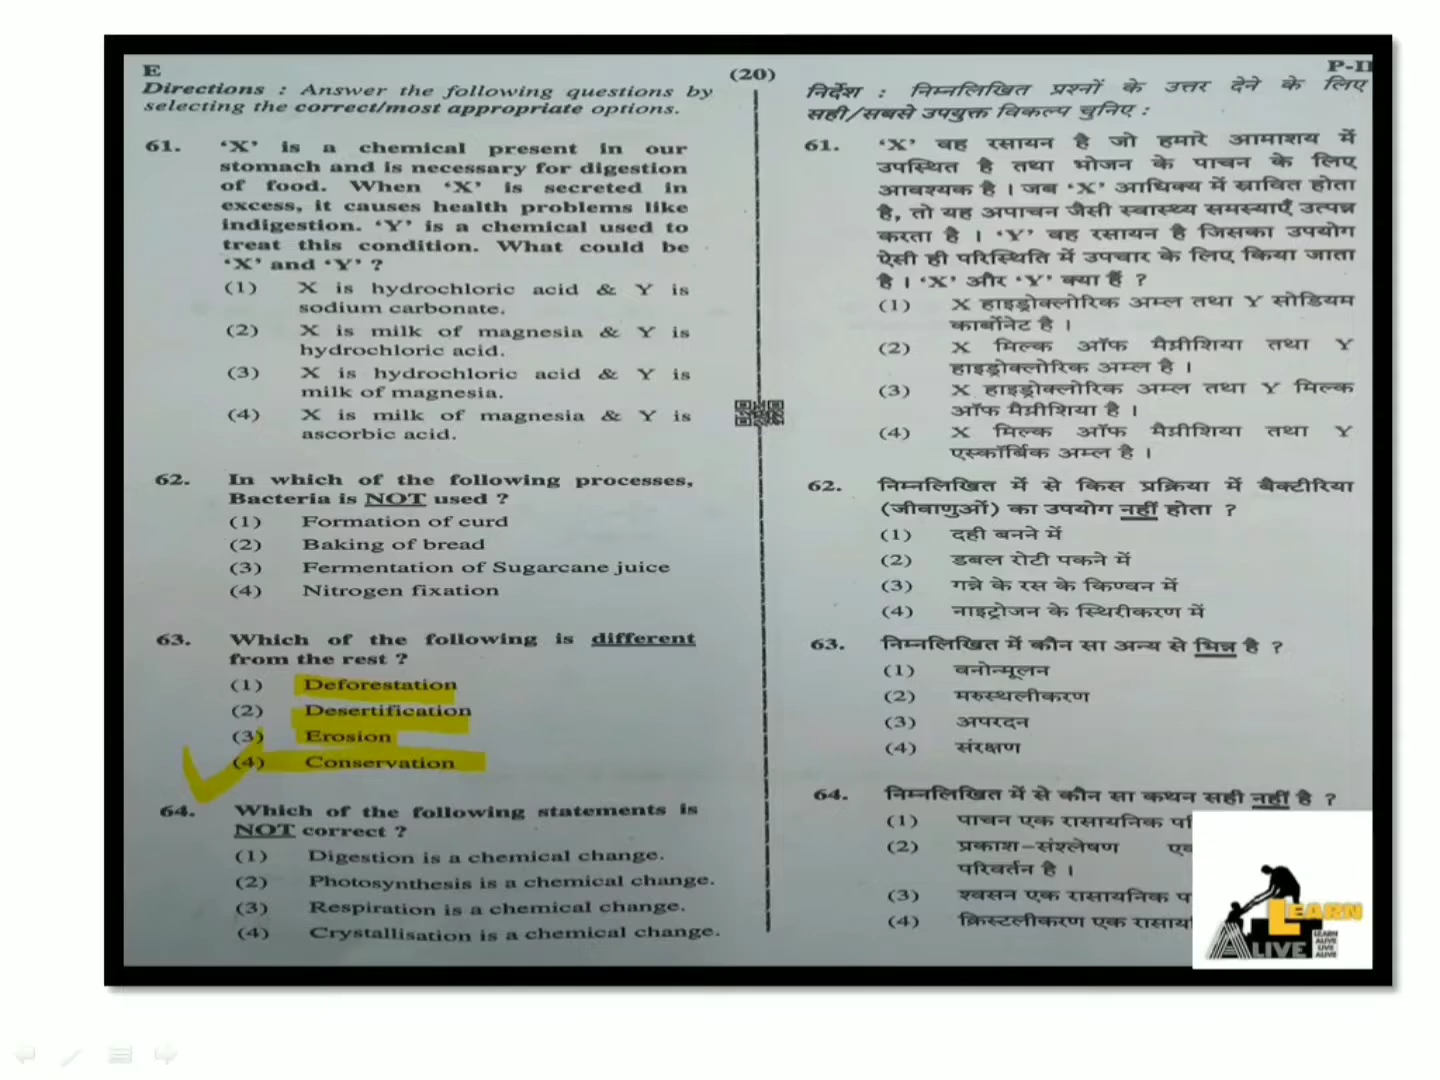 E
(20)
P-II
Directions : Answer the following questions by
selecting the correct/most appropriate options.
61. 'X' is a chemical present in our
stomach and is necessary for digestion
of food. When 'X' is secreted in
excess, it causes health problems like
indigestion. 'Y' is a chemical used to
treat this condition. What could be
'X' and 'Y' ?
(1) X is hydrochloric acid & Y is
sodium carbonate.
(2) X is milk of magnesia & Y is
hydrochloric acid.
(3) X is hydrochloric acid & Y is
milk of magnesia.
(4) X is milk of magnesia & Y is
ascorbic acid.
62. In which of the following processes,
Bacteria is NOT used ?
(1) Formation of curd
(2) Baking of bread
(3) Fermentation of Sugarcane juice
(4) Nitrogen fixation
63. Which of the following is different
from the rest ?
(1) Deforestation
(2) Desertification
(3) Erosion
(4) Conservation
64. Which of the following statements is
NOT correct ?
(1) Digestion is a chemical change.
(2) Photosynthesis is a chemical change.
(3) Respiration is a chemical change.
(4) Crystallisation is a chemical change.
निर्देश : निम्नलिखित प्रश्नों के उत्तर देने के लिए
सही/सबसे उपयुक्त विकल्प चुनिए :
61. 'X' वह रसायन है जो हमारे आमाशय में
उपस्थित है तथा भोजन के पाचन के लिए
आवश्यक है । जब 'X' आधिक्य में स्रावित होता
है, तो यह अपाचन जैसी स्वास्थ्य समस्याएँ उत्पन्न
करता है । 'Y' वह रसायन है जिसका उपयोग
ऐसी ही परिस्थिति में उपचार के लिए किया जाता
है । 'X' और 'Y' क्या हैं ?
(1) X हाइड्रोक्लोरिक अम्ल तथा Y सोडियम
कार्बोनेट है ।
(2) X मिल्क ऑफ मैग्नीशिया तथा Y
हाइड्रोक्लोरिक अम्ल है ।
(3) X हाइड्रोक्लोरिक अम्ल तथा Y मिल्क
ऑफ मैग्नीशिया है ।
(4) X मिल्क ऑफ मैग्नीशिया तथा Y
एस्कॉर्बिक अम्ल है ।
62. निम्नलिखित में से किस प्रक्रिया में बैक्टीरिया
(जीवाणुओं) का उपयोग नहीं होता ?
(1) दही बनने में
(2) डबल रोटी पकने में
(3) गन्ने के रस के किण्वन में
(4) नाइट्रोजन के स्थिरीकरण में
63. निम्नलिखित में कौन सा अन्य से भिन्न है ?
(1) वनोन्मूलन
(2) मरुस्थलीकरण
(3) अपरदन
(4) संरक्षण
64. निम्नलिखित में से कौन सा कथन सही नहीं है ?
(1) पाचन एक रासायनिक
(2) प्रकाश-संश्लेषण
परिवर्तन है ।
(3) श्वसन एक रासायनिक
(4) क्रिस्टलीकरण एक
LEARN
ALIVE
LEARN
ALIVE
LIVE
ALIVE